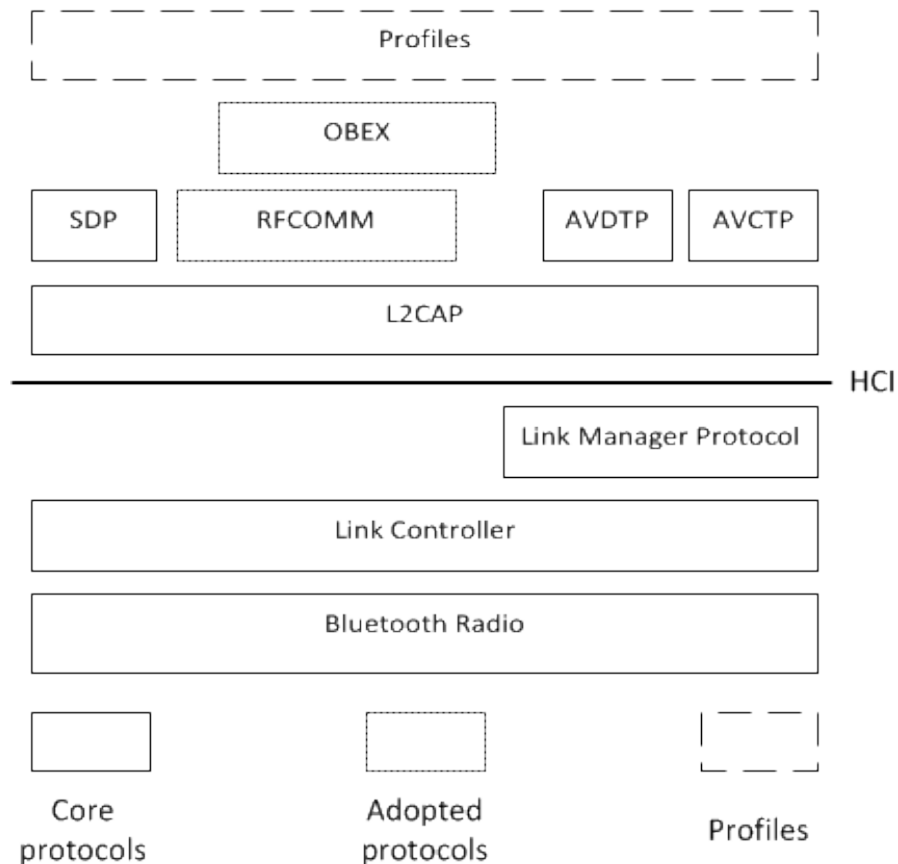 Profiles
OBEX
SDP
RFCOMM
AVDTP
AVCTP
L2CAP
HCI
Link Manager Protocol
Link Controller
Bluetooth Radio
Core
protocols
Adopted
protocols
Profiles